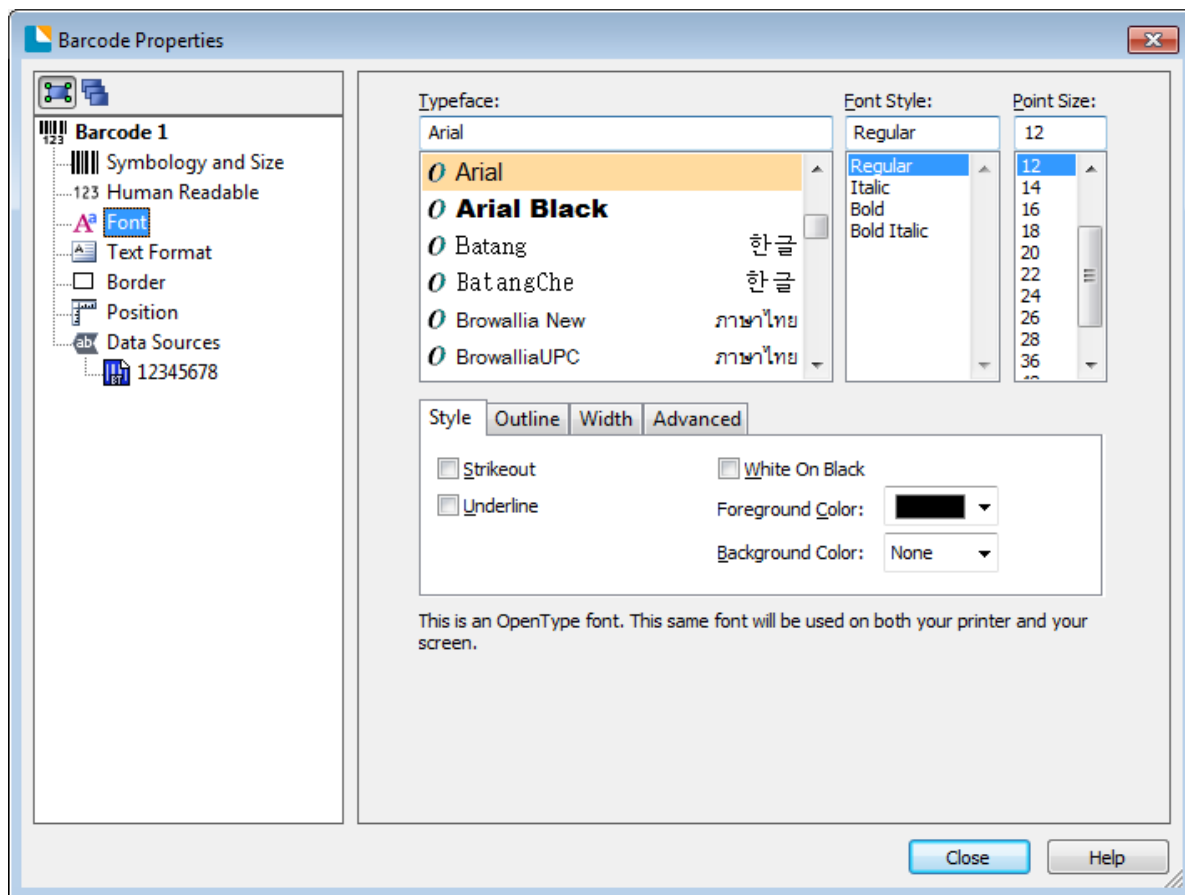 Barcode Properties
Barcode 1
Symbology and Size
123 Human Readable
Font
Text Format
Border
Position
Data Sources
12345678
Typeface:
Arial
Arial
Arial Black
Batang 한글
BatangChe 한글
Browallia New ภาษาไทย
BrowalliaUPC ภาษาไทย
Font Style:
Regular
Regular
Italic
Bold
Bold Italic
Point Size:
12
12
14
16
18
20
22
24
26
28
36
Style Outline Width Advanced
Strikeout
Underline
White On Black
Foreground Color:
Background Color: None
This is an OpenType font. This same font will be used on both your printer and your
screen.
Close Help